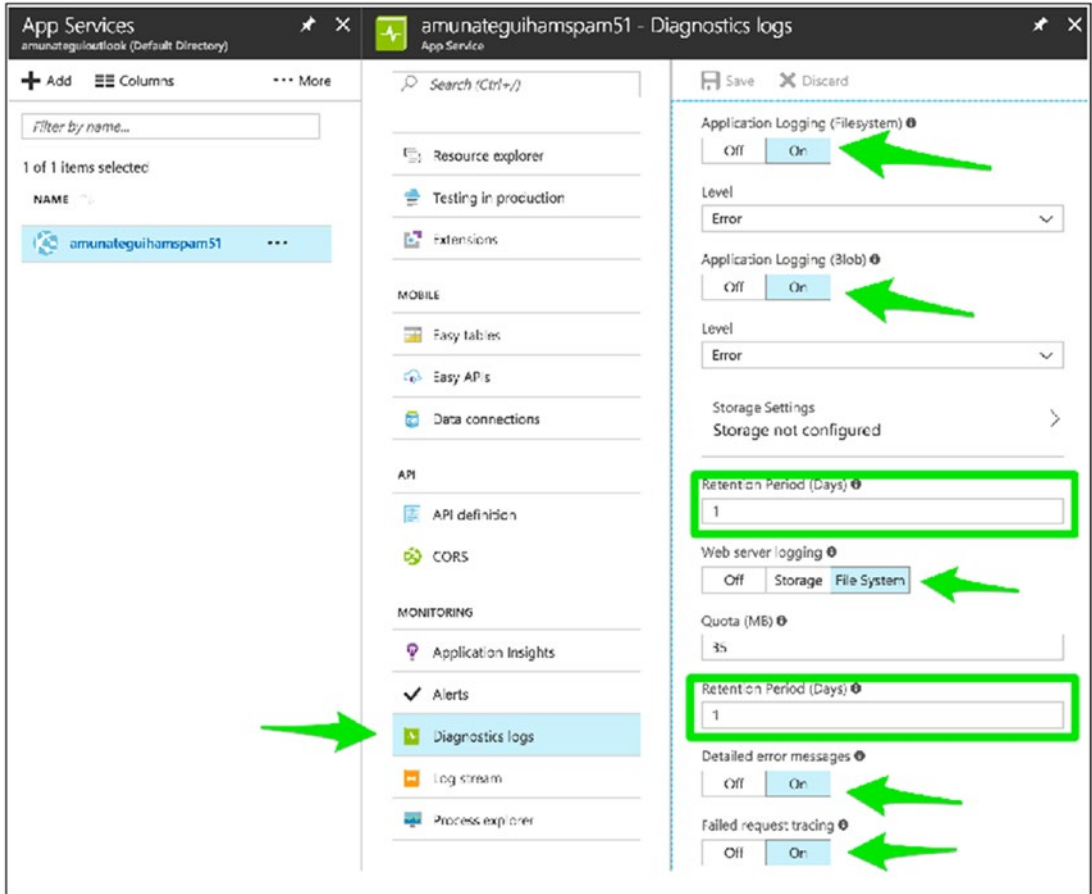 App Services
amunateguioutlook (Default Directory)
Add
Columns
More
Filter by name...
1 of 1 items selected
NAME
amunateguihamspam51
amunateguihamspam51 - Diagnostics logs
App Service
Search (Ctrl+/)
Resource explorer
Testing in production
Extensions
MOBILE
Easy tables
Easy APIs
Data connections
API
API definition
CORS
MONITORING
Application Insights
Alerts
Diagnostics logs
Log stream
Process explorer
Save
Discard
Application Logging (Filesystem)
Off On
Level
Error
Application Logging (Blob)
Off On
Level
Error
Storage Settings
Storage not configured
Retention Period (Days)
1
Web server logging
Off Storage File System
Quota (MB)
35
Retention Period (Days)
1
Detailed error messages
Off On
Failed request tracing
Off On